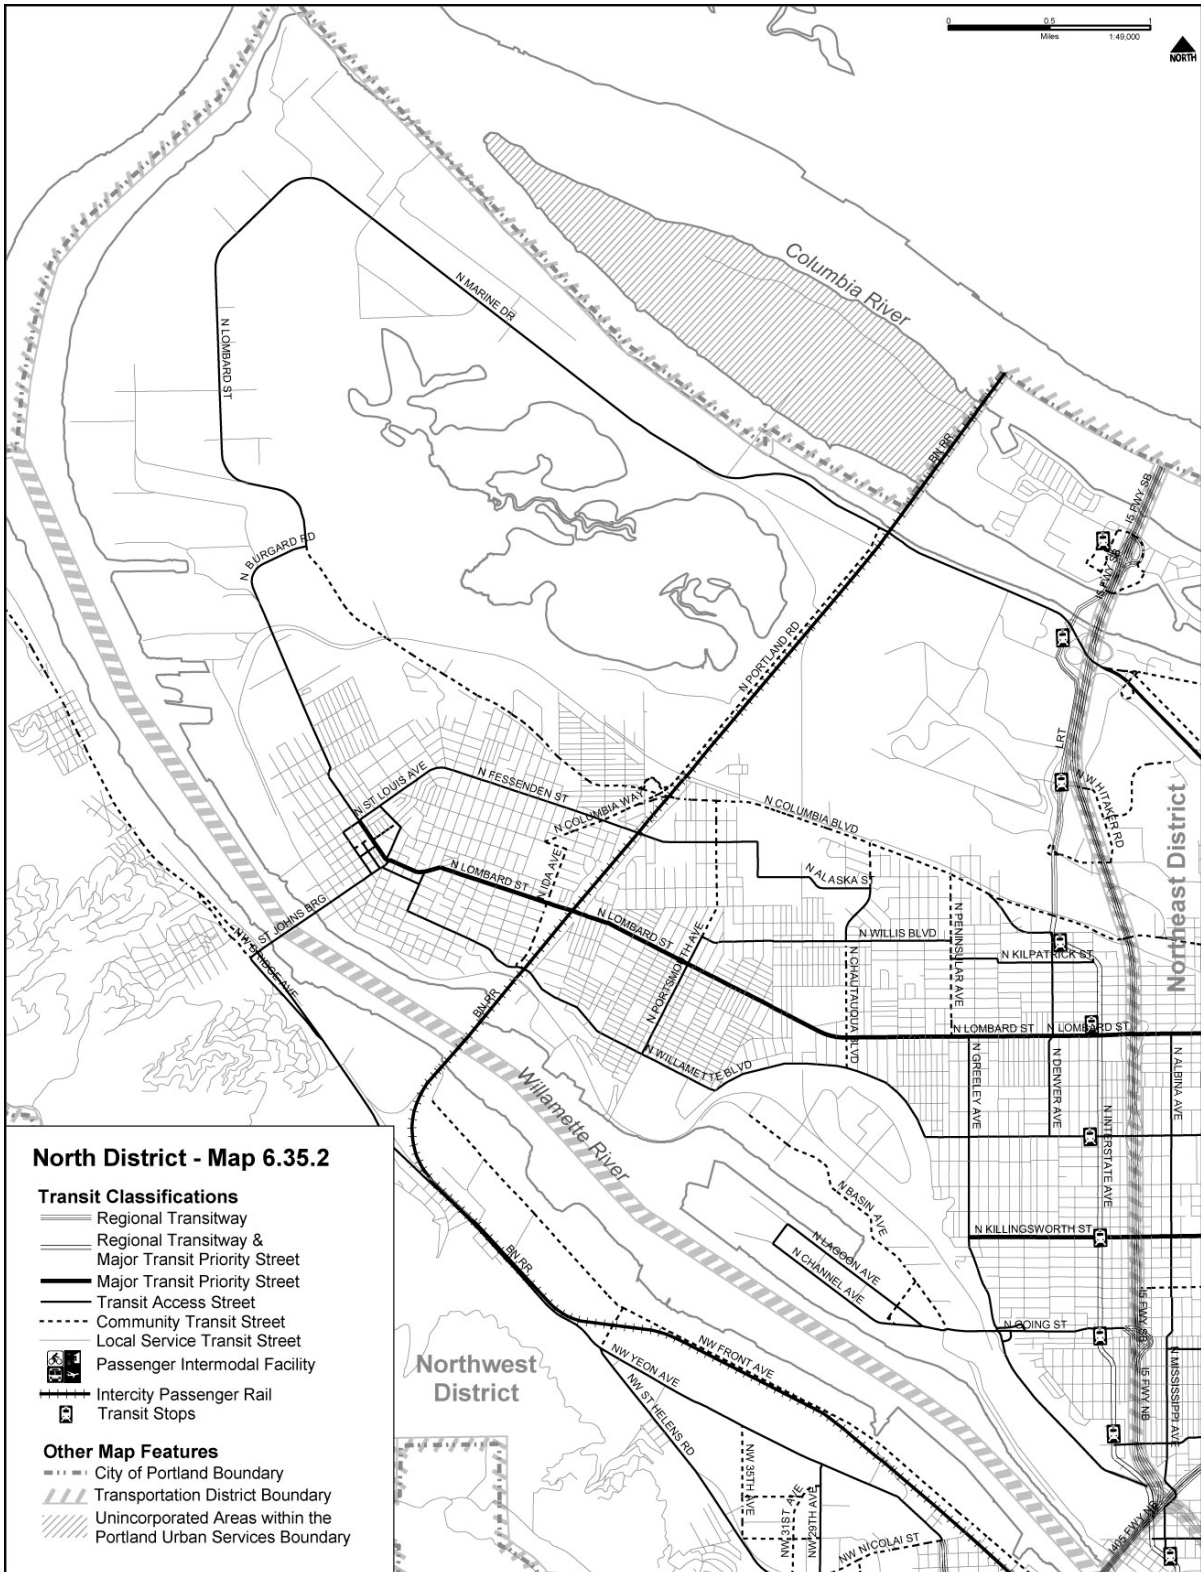 0 0.5 1
Miles 1:49,000
NORTH
Columbia River
N MARINE DR
N LOMBARD ST
BN RR
I5 FWY SB
I5 FWY SB
N BURGARD RD
N PORTLAND RD
LRT
N WHITAKER RD
Northeast District
N ST LOUIS AVE
N FESSENDEN ST
N COLUMBIA WAY
N COLUMBIA BLVD
N IDA AVE
N LOMBARD ST
N ALASKA ST
N LOMBARD ST
N PORTSMOUTH AVE
N WILLIS BLVD
N PENINSULAR AVE
N KILPATRICK ST
ST JOHNS BRG
NW BRIDGE AVE
N CHAUTAUQUA BLVD
BN RR
N LOMBARD ST
N LOMBARD ST
N WILLAMETTE BLVD
N GREELEY AVE
N DENVER AVE
N ALBINA AVE
Willamette River
N INTERSTATE AVE
N BASIN AVE
N KILLINGSWORTH ST
N LAGOON AVE
N CHANNEL AVE
BN RR
N GOING ST
I5 FWY SB
NW FRONT AVE
NW YEON AVE
Northwest
District
NW ST HELENS RD
I5 FWY NB
N MISSISSIPPI AVE
NW 35TH AVE
NW 31ST AVE
NW 29TH AVE
NW NICOLAI ST
I405 FWY NB
North District - Map 6.35.2
Transit Classifications
Regional Transitway
Regional Transitway &
Major Transit Priority Street
Major Transit Priority Street
Transit Access Street
Community Transit Street
Local Service Transit Street
Passenger Intermodal Facility
Intercity Passenger Rail
Transit Stops
Other Map Features
City of Portland Boundary
Transportation District Boundary
Unincorporated Areas within the
Portland Urban Services Boundary